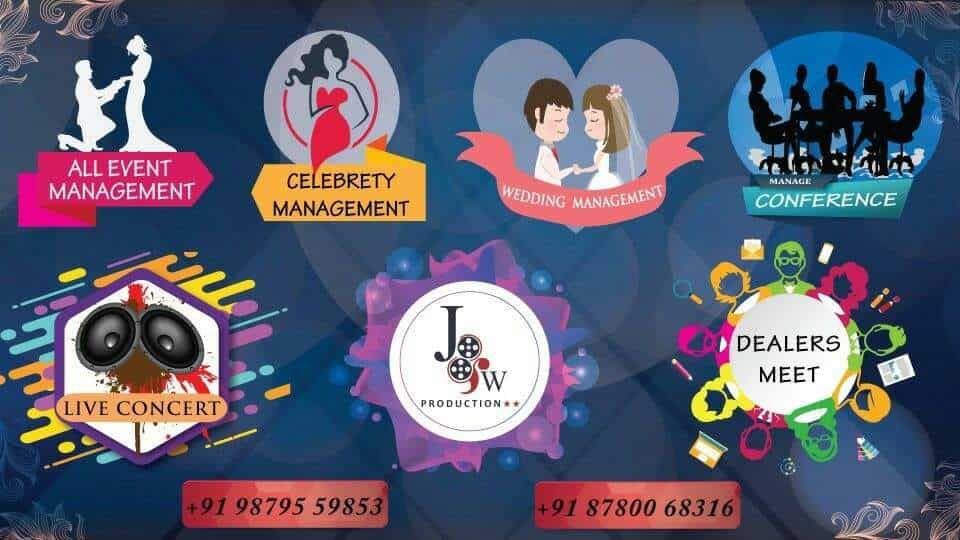 ALL EVENT
MANAGEMENT
CELEBRETY
MANAGEMENT
WEDDING MANAGEMENT
MANAGE
CONFERENCE
LIVE CONCERT
J W
PRODUCTION★★
DEALERS
MEET
+91 98795 59853
+91 87800 68316